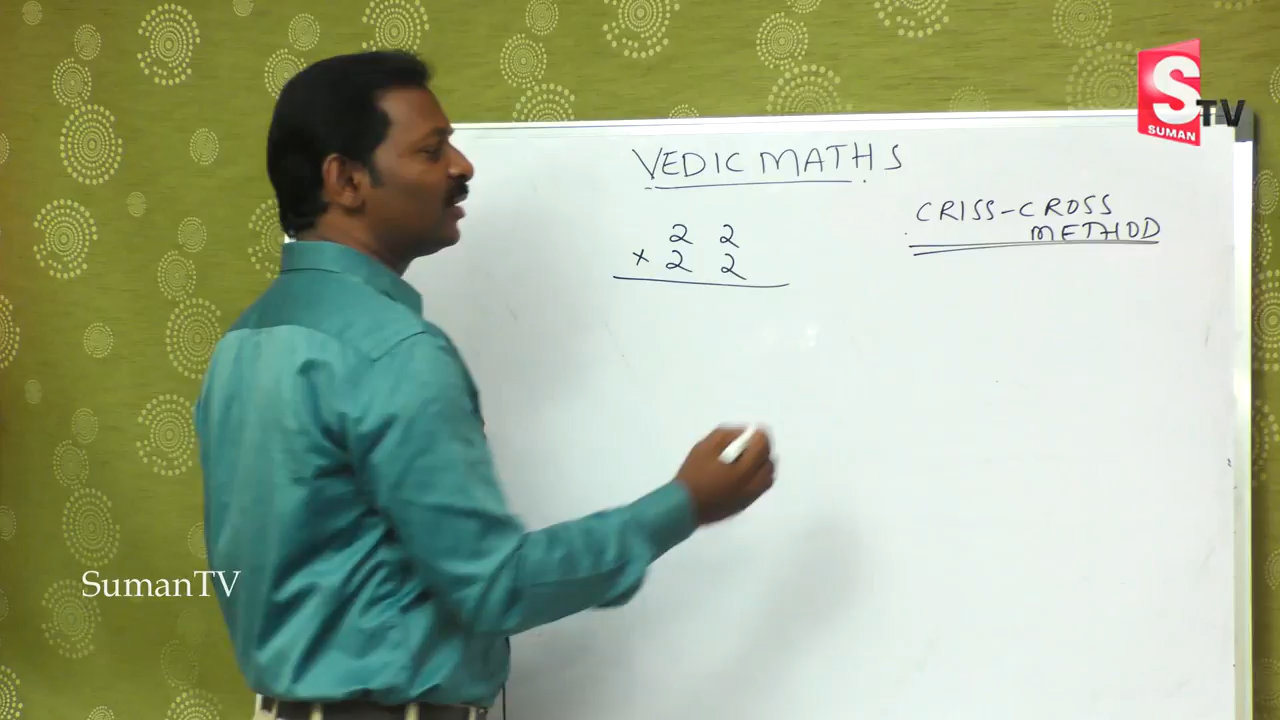 VEDIC MATHS
CRISS-CROSS
METHOD
2 2
× 2 2
S
SUMAN
TV
SumanTV